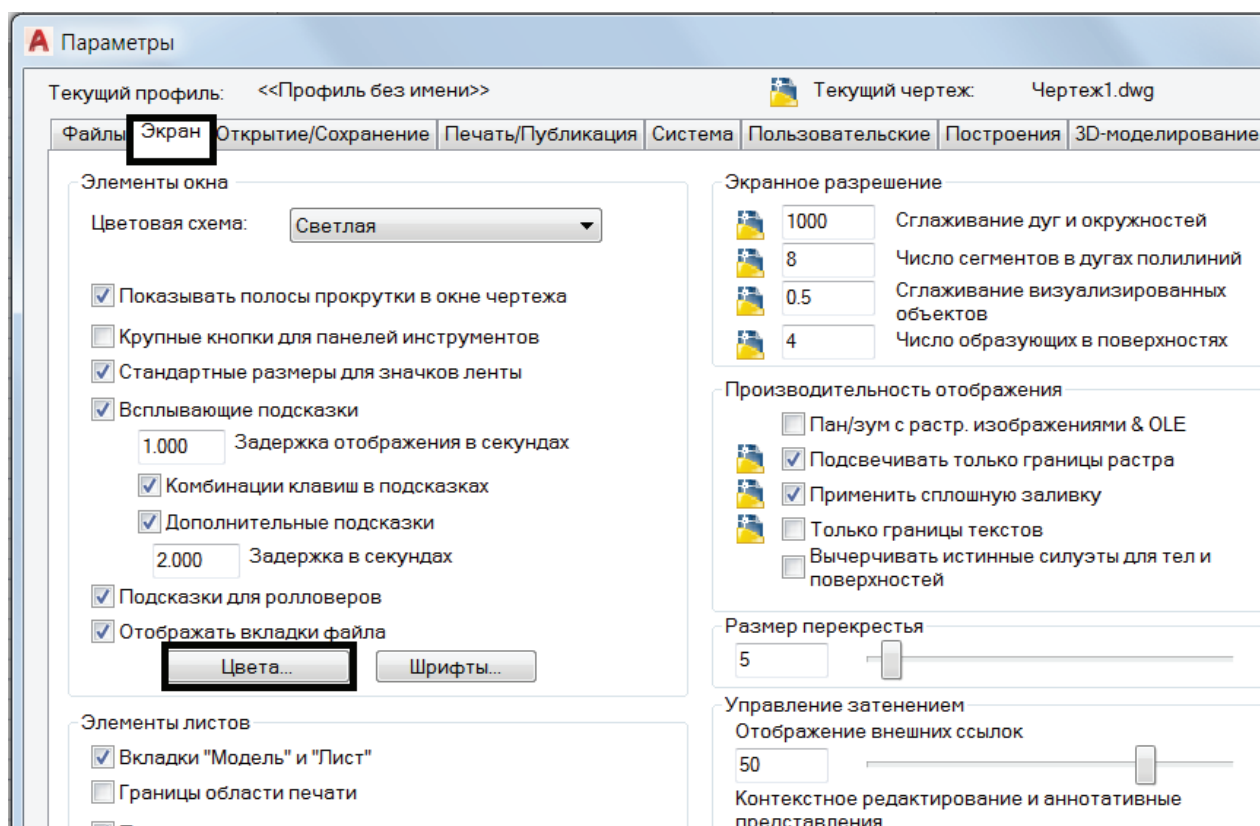 Параметры
Текущий профиль: <<Профиль без имени>> Текущий чертеж: Чертеж1.dwg
Файлы Экран Открытие/Сохранение Печать/Публикация Система Пользовательские Построения 3D-моделирование
Элементы окна
Цветовая схема: Светлая
Показывать полосы прокрутки в окне чертежа
Крупные кнопки для панелей инструментов
Стандартные размеры для значков ленты
Всплывающие подсказки
1.000 Задержка отображения в секундах
Комбинации клавиш в подсказках
Дополнительные подсказки
2.000 Задержка в секундах
Подсказки для ролловеров
Отображать вкладки файла
Цвета... Шрифты...
Элементы листов
Вкладки "Модель" и "Лист"
Границы области печати
Экранное разрешение
1000 Сглаживание дуг и окружностей
8 Число сегментов в дугах полилиний
0.5 Сглаживание визуализированных
объектов
4 Число образующих в поверхностях
Производительность отображения
Пан/зум с растр. изображениями & OLE
Подсвечивать только границы растра
Применить сплошную заливку
Только границы текстов
Вычерчивать истинные силуэты для тел и
поверхностей
Размер перекрестья
5
Управление затенением
Отображение внешних ссылок
50
Контекстное редактирование и аннотативные
представления